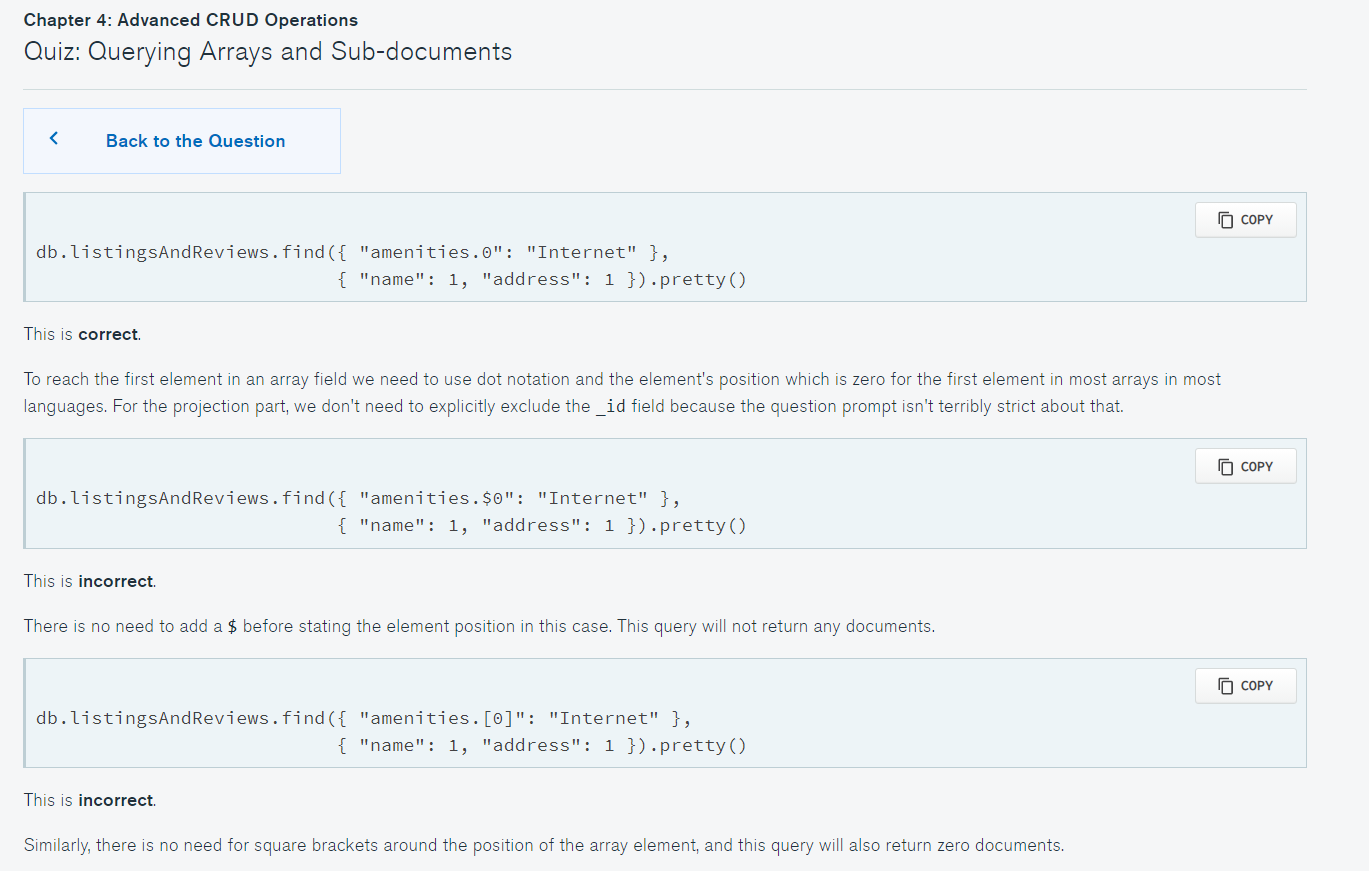 Chapter 4: Advanced CRUD Operations
Quiz: Querying Arrays and Sub-documents
Back to the Question
COPY
db.listingsAndReviews.find({ "amenities.0": "Internet" },
                           { "name": 1, "address": 1 }).pretty()
This is correct.
To reach the first element in an array field we need to use dot notation and the element's position which is zero for the first element in most arrays in most
languages. For the projection part, we don't need to explicitly exclude the _id field because the question prompt isn't terribly strict about that.
COPY
db.listingsAndReviews.find({ "amenities.$0": "Internet" },
                           { "name": 1, "address": 1 }).pretty()
This is incorrect.
There is no need to add a $ before stating the element position in this case. This query will not return any documents.
COPY
db.listingsAndReviews.find({ "amenities.[0]": "Internet" },
                           { "name": 1, "address": 1 }).pretty()
This is incorrect.
Similarly, there is no need for square brackets around the position of the array element, and this query will also return zero documents.